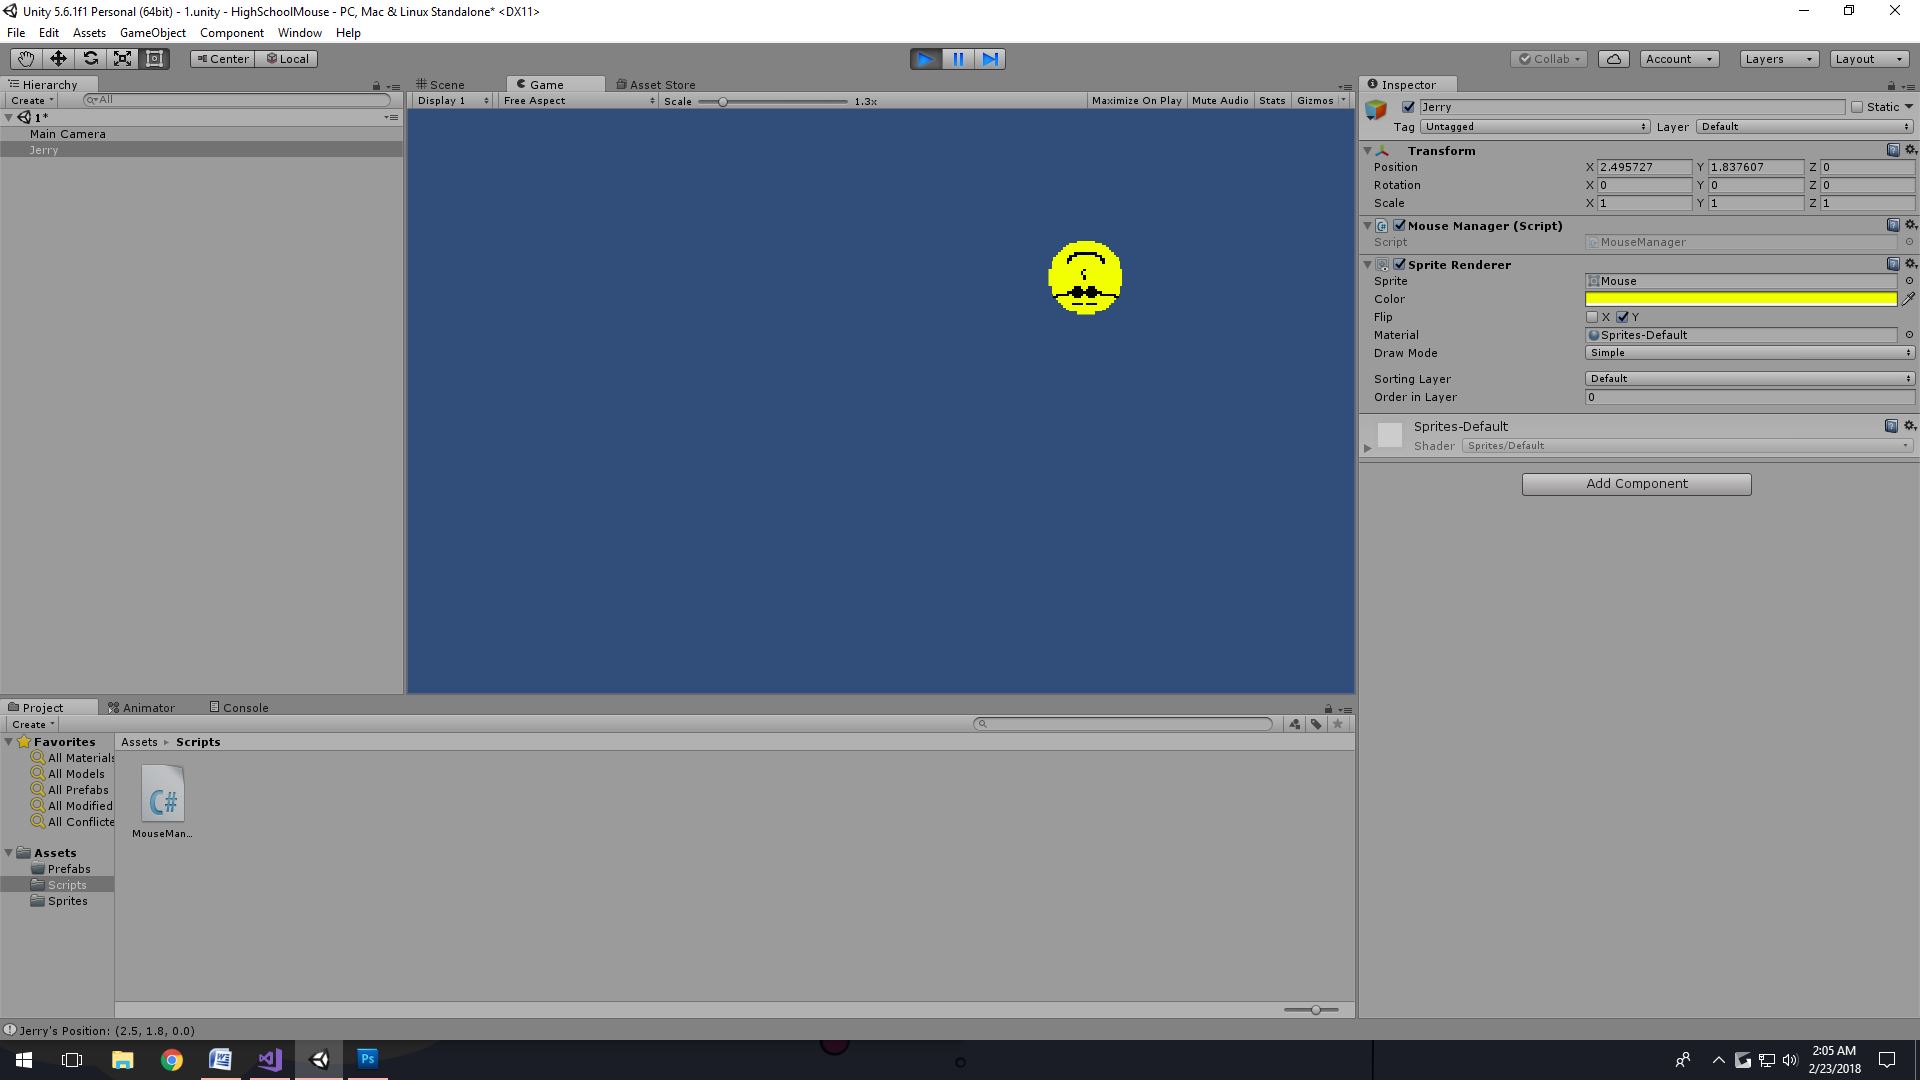 Unity 5.6.1f1 Personal (64bit) - 1.unity - HighSchoolMouse - PC, Mac & Linux Standalone* <DX11>
File Edit Assets GameObject Component Window Help
Center Local Collab Account Layers Layout
Hierarchy
Create All
1*
Main Camera
Jerry
Scene Game Asset Store
Display 1 Free Aspect Scale 1.3x Maximize On Play Mute Audio Stats Gizmos
Inspector
Jerry Static
Tag Untagged Layer Default
Transform
Position X 2.495727 Y 1.837607 Z 0
Rotation X 0 Y 0 Z 0
Scale X 1 Y 1 Z 1
Mouse Manager (Script)
Script MouseManager
Sprite Renderer
Sprite Mouse
Color
Flip X Y
Material Sprites-Default
Draw Mode Simple
Sorting Layer Default
Order in Layer 0
Sprites-Default
Shader Sprites/Default
Add Component
Project Animator Console
Create
Favorites
All Materials
All Models
All Prefabs
All Modified
All Conflicte
Assets
Prefabs
Scripts
Sprites
Assets Scripts
C#
MouseMan...
Jerry's Position: (2.5, 1.8, 0.0)
Ps
2:05 AM
2/23/2018